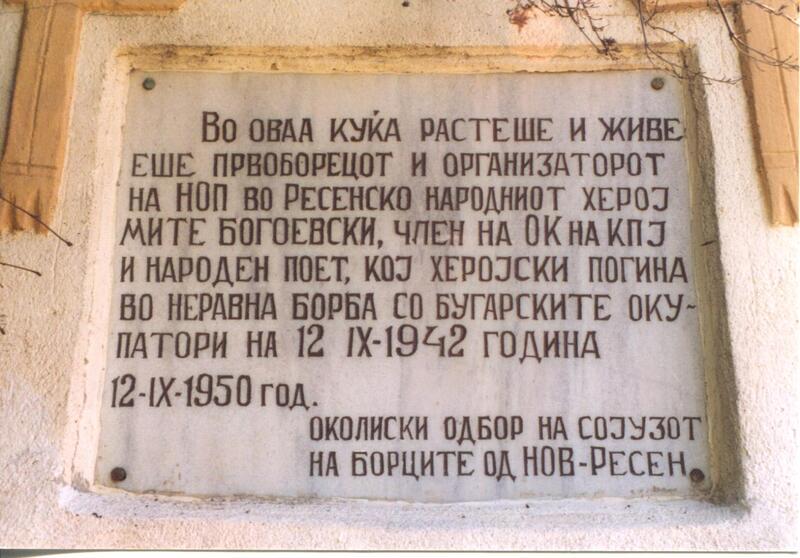 Во оваа куќа растеше и живе
еше првоборецот и организаторот
на НОП во Ресенско народниот херој
Мите Богоевски, член на ОК на КПЈ
и народен поет, кој херојски погина
во неравна борба со бугарските оку-
патори на 12 IX-1942 година
12-IX-1950 год.
Околиски одбор на сојузот
на борците од НОВ-Ресен